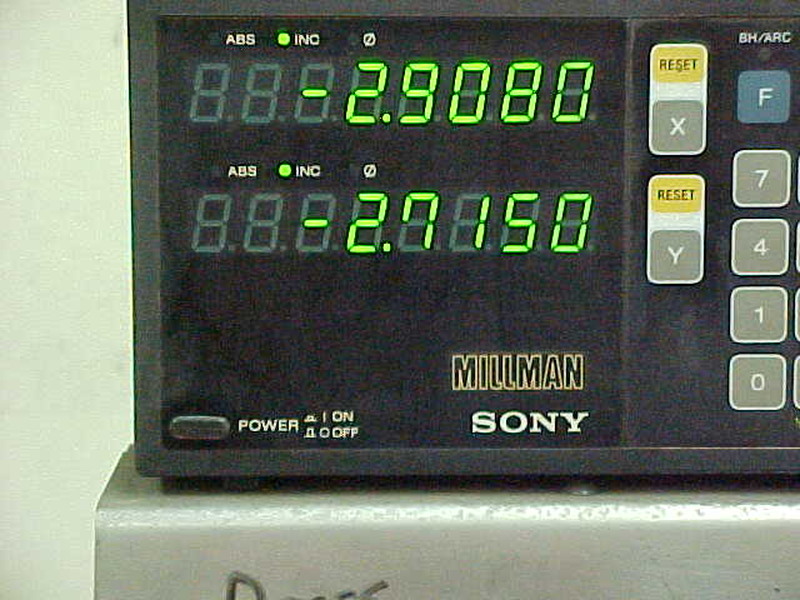 ABS INC Ø
-2.9080
ABS INC Ø
-2.7150
RESET
X
RESET
Y
BH/ARC
F
7
4
1
0
MILLMAN
SONY
POWER I ON
O OFF